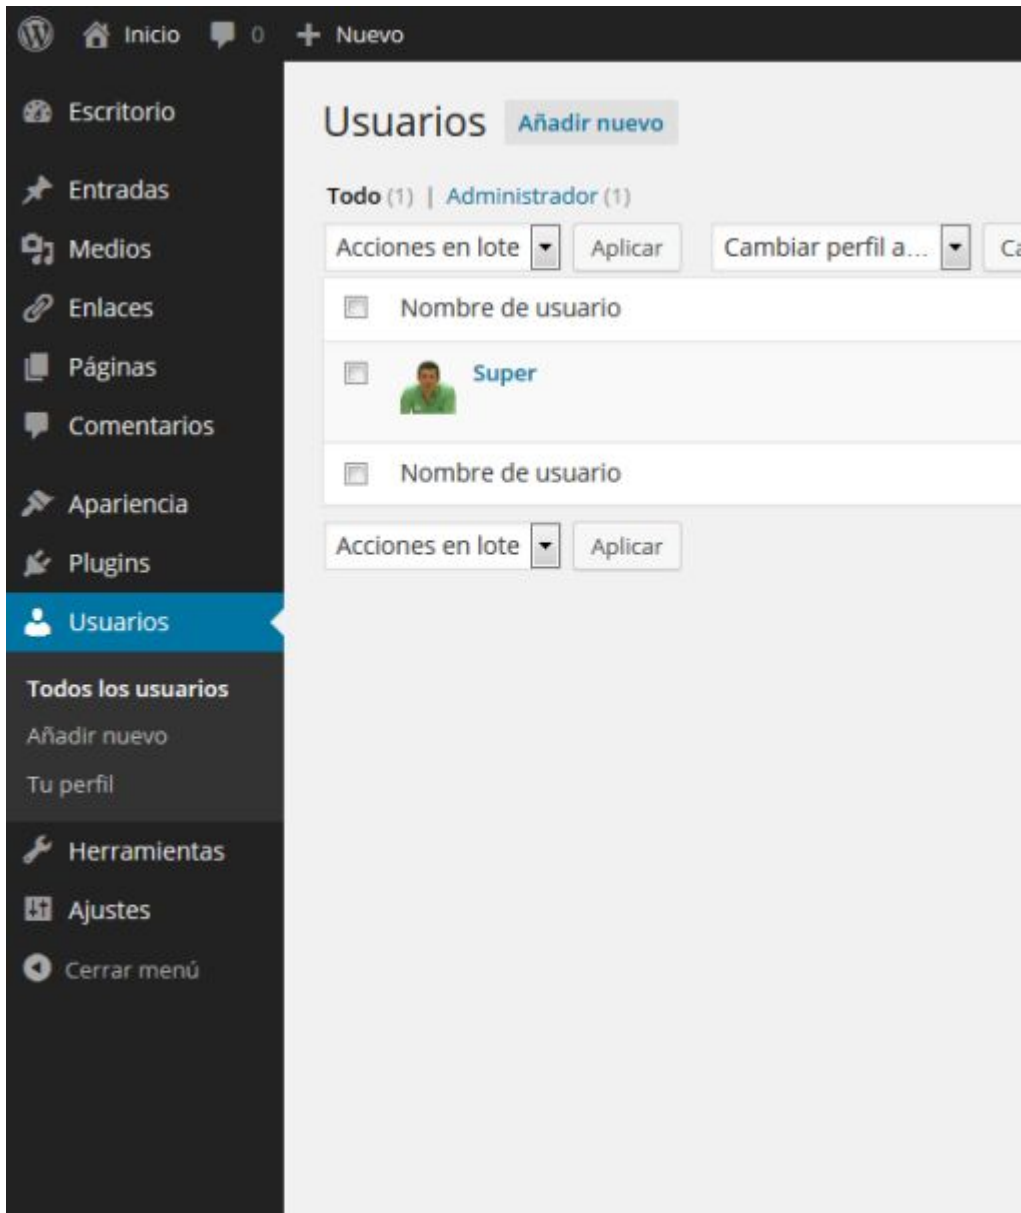 Inicio 0 Nuevo
Escritorio
Entradas
Medios
Enlaces
Páginas
Comentarios
Apariencia
Plugins
Usuarios
Todos los usuarios
Añadir nuevo
Tu perfil
Herramientas
Ajustes
Cerrar menú
Usuarios Añadir nuevo
Todo (1) | Administrador (1)
Acciones en lote Aplicar Cambiar perfil a... Ca
Nombre de usuario
Super
Nombre de usuario
Acciones en lote Aplicar